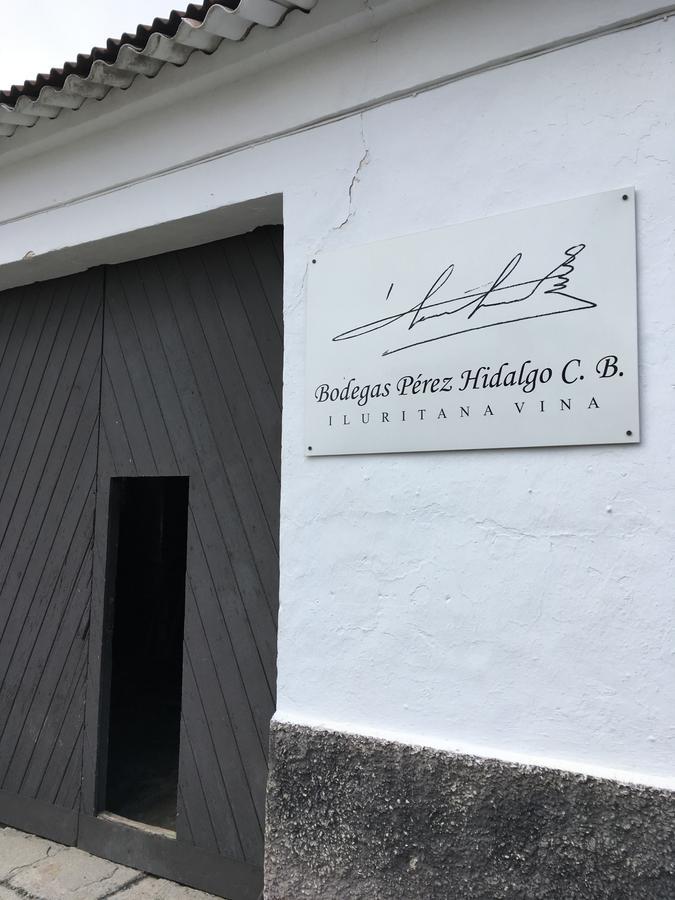 Bodegas Pérez Hidalgo C. B.
ILURITANA VINA